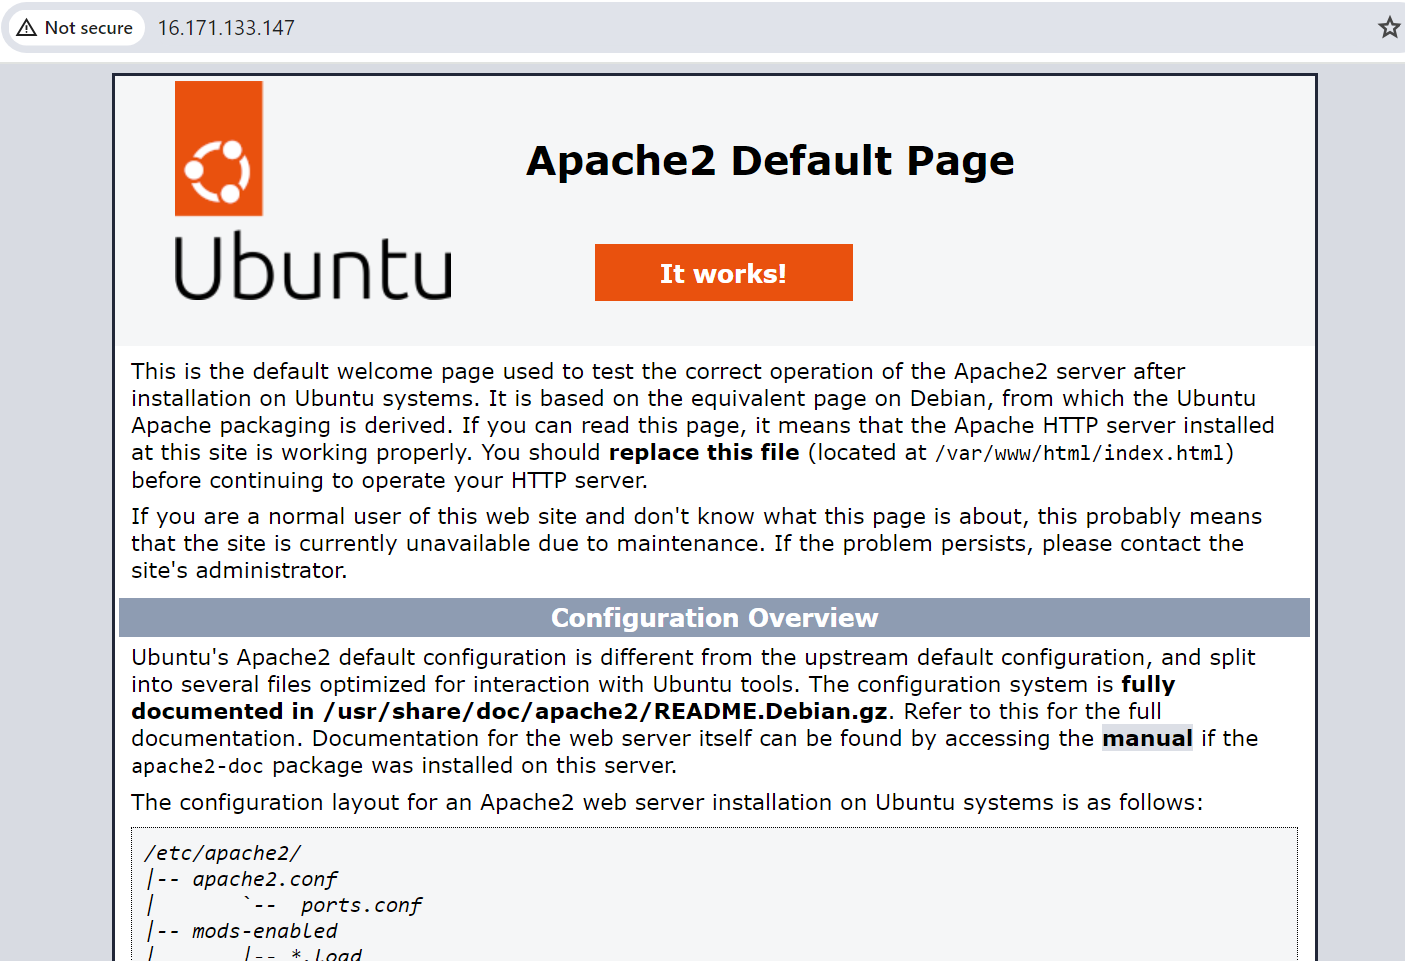 Not secure 16.171.133.147
Apache2 Default Page
Ubuntu
It works!
This is the default welcome page used to test the correct operation of the Apache2 server after
installation on Ubuntu systems. It is based on the equivalent page on Debian, from which the Ubuntu
Apache packaging is derived. If you can read this page, it means that the Apache HTTP server installed
at this site is working properly. You should replace this file (located at /var/www/html/index.html)
before continuing to operate your HTTP server.
If you are a normal user of this web site and don't know what this page is about, this probably means
that the site is currently unavailable due to maintenance. If the problem persists, please contact the
site's administrator.
Configuration Overview
Ubuntu's Apache2 default configuration is different from the upstream default configuration, and split
into several files optimized for interaction with Ubuntu tools. The configuration system is fully
documented in /usr/share/doc/apache2/README.Debian.gz. Refer to this for the full
documentation. Documentation for the web server itself can be found by accessing the manual if the
apache2-doc package was installed on this server.
The configuration layout for an Apache2 web server installation on Ubuntu systems is as follows:
/etc/apache2/
|-- apache2.conf
|       `--  ports.conf
|-- mods-enabled
|       |-- *.load